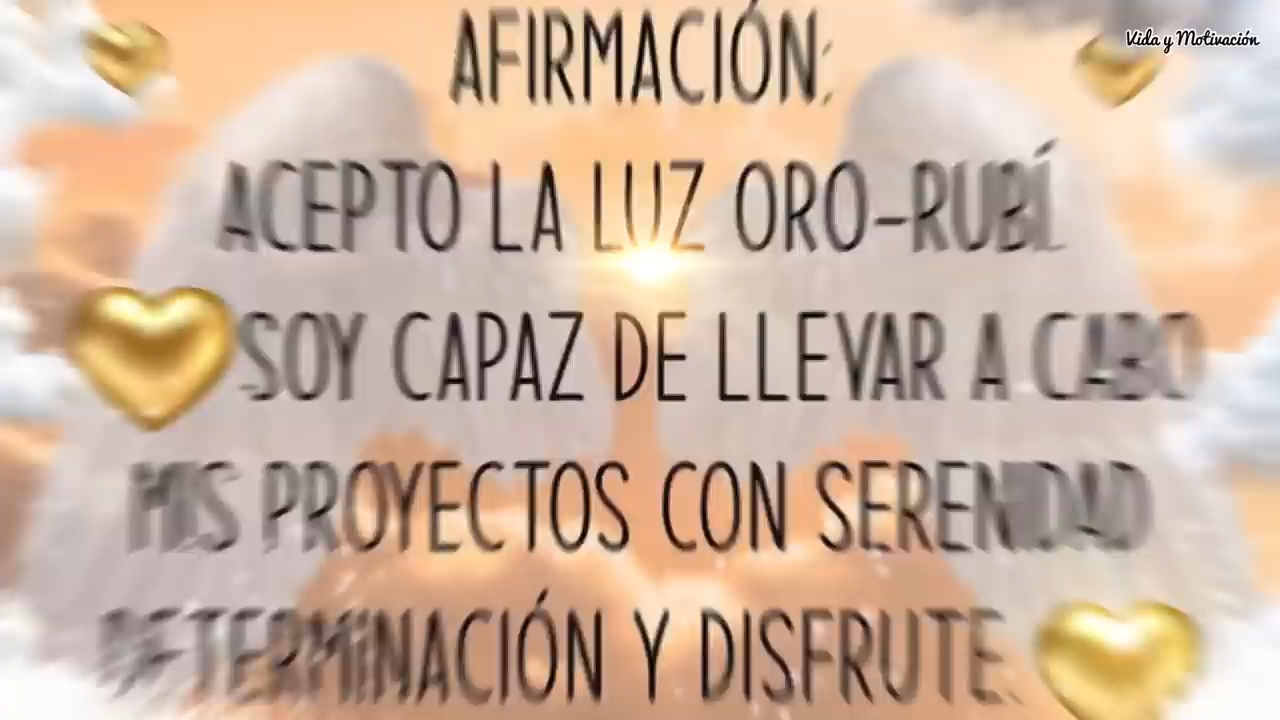 Vida y Motivación
AFIRMACIÓN:
ACEPTO LA LUZ ORO-RUBÍ.
SOY CAPAZ DE LLEVAR A CABO
MIS PROYECTOS CON SERENIDAD
DETERMINACIÓN Y DISFRUTE.